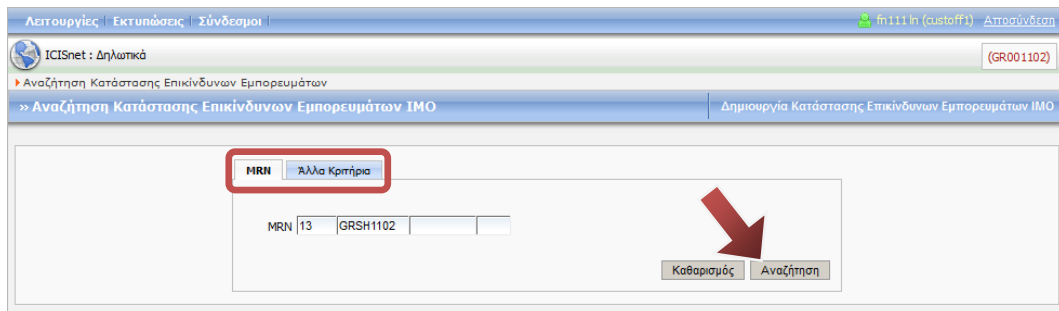 Λειτουργίες | Εκτυπώσεις | Σύνδεσμοι | fn111 ln (custoff1) Αποσύνδεση
ICISnet : Δηλωτικά (GR001102)
Αναζήτηση Κατάστασης Επικίνδυνων Εμπορευμάτων
» Αναζήτηση Κατάστασης Επικίνδυνων Εμπορευμάτων IMO Δημιουργία Κατάστασης Επικίνδυνων Εμπορευμάτων IMO
MRN Άλλα Κριτήρια
MRN 13 GRSH1102
Καθαρισμός Αναζήτηση